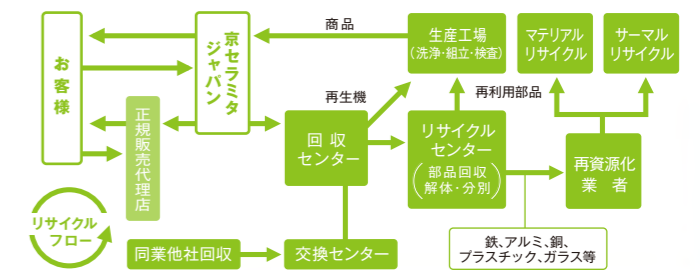 お客様
京セラミタ
ジャパン
正規販売代理店
商品
生産工場
(洗浄・組立・検査)
マテリアル
リサイクル
サーマル
リサイクル
再生機
再利用部品
回収
センター
リサイクル
センター
(部品回収
解体・分別)
再資源化
業者
リサイクル
フロー
同業他社回収
交換センター
鉄、アルミ、銅、
プラスチック、ガラス等